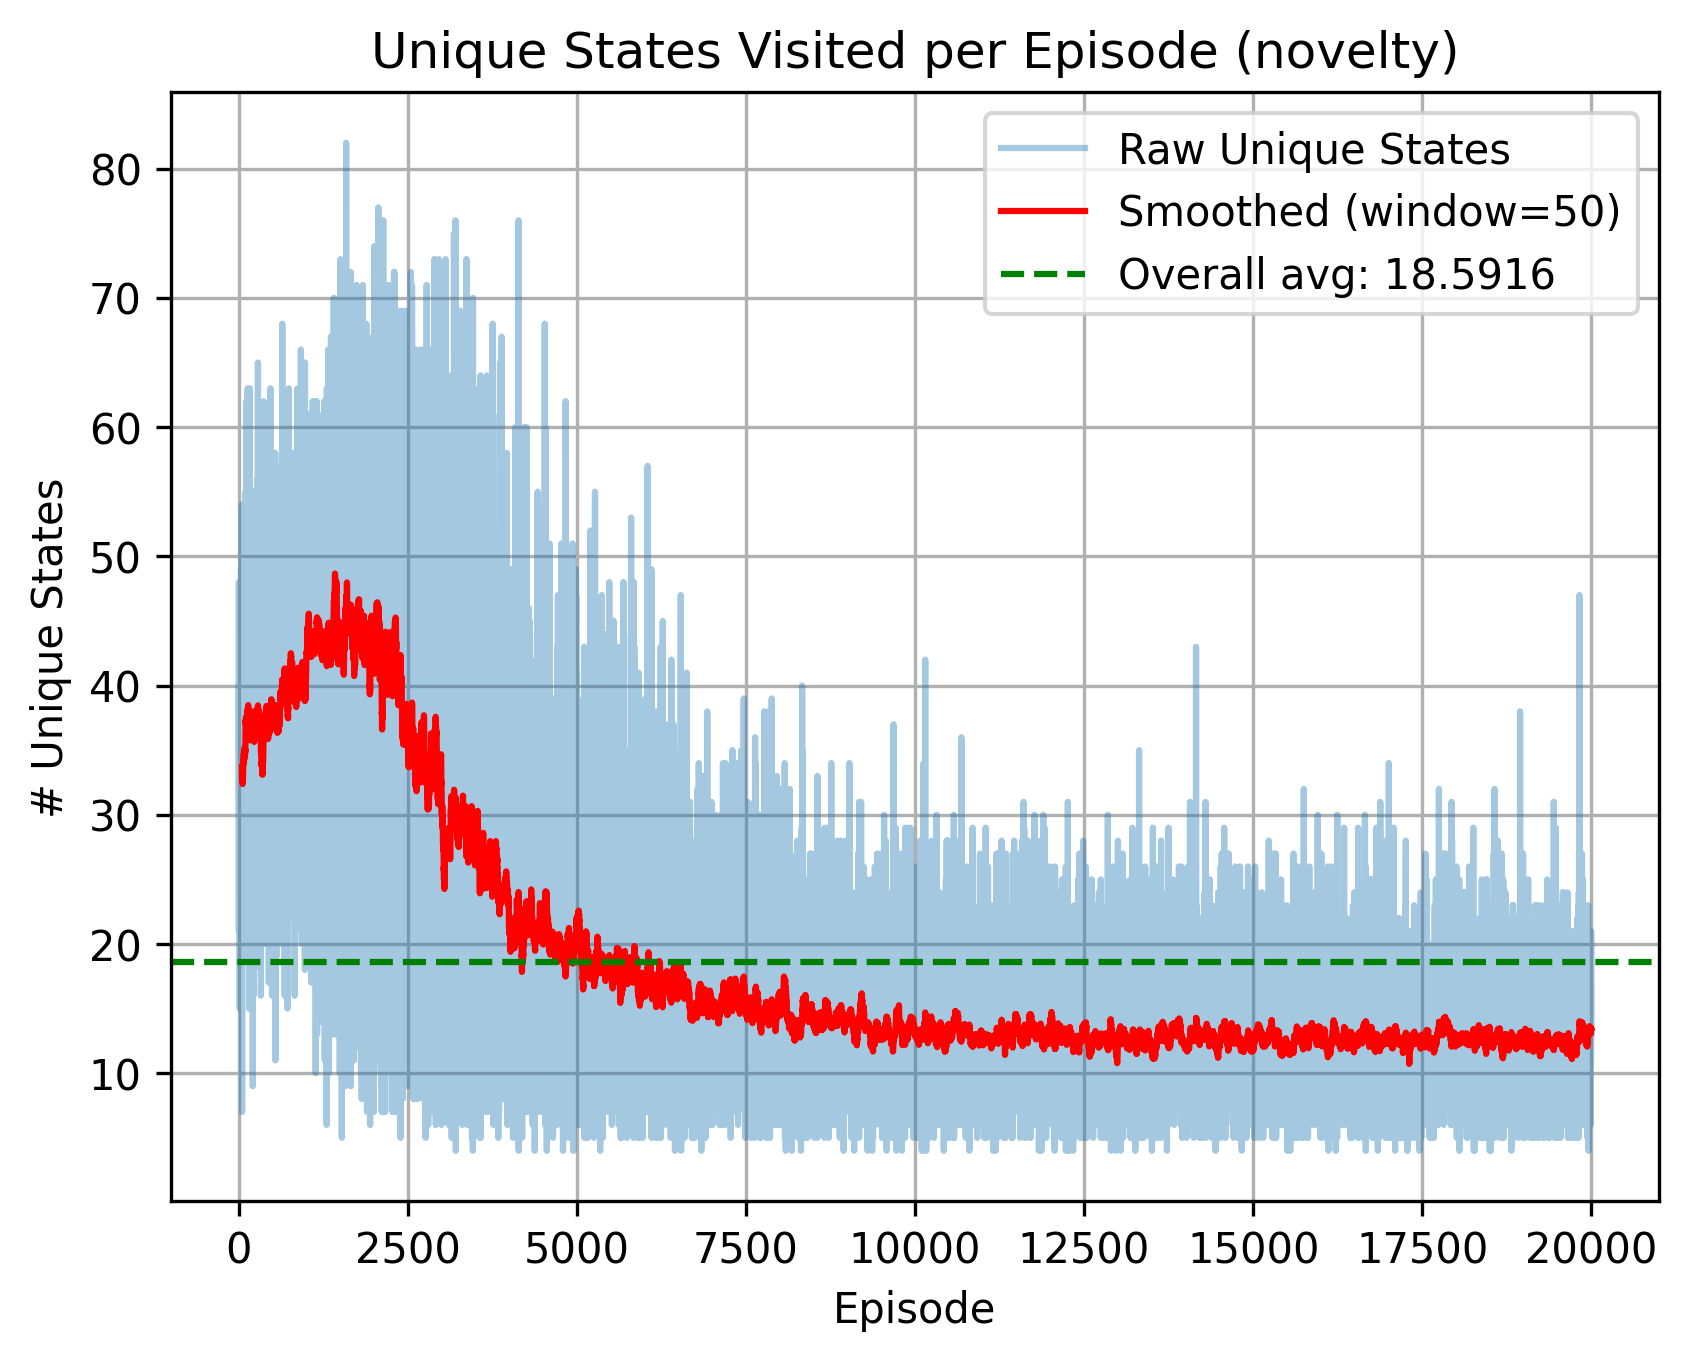 Unique States Visited per Episode (novelty)
Raw Unique States
Smoothed (window=50)
Overall avg: 18.5916
# Unique States
80
70
60
50
40
30
20
10
0 2500 5000 7500 10000 12500 15000 17500 20000
Episode